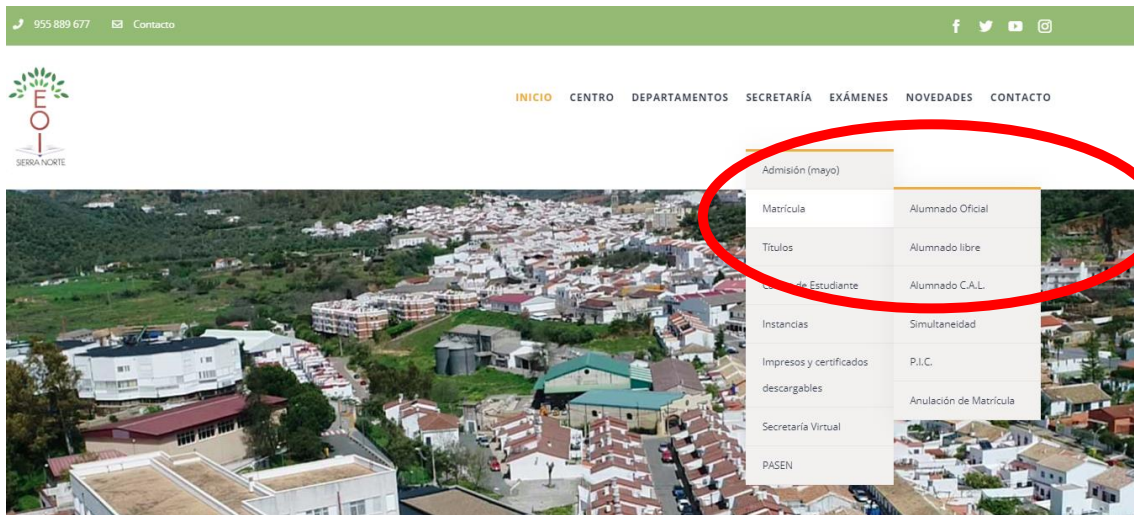 955 889 677 Contacto
EOI
SIERRA NORTE
INICIO CENTRO DEPARTAMENTOS SECRETARÍA EXÁMENES NOVEDADES CONTACTO
Admisión (mayo)
Matrícula
Títulos
de Estudiante
Instancias
Impresos y certificados
descargables
Secretaría Virtual
PASEN
Alumnado Oficial
Alumnado libre
Alumnado C.A.L.
Simultaneidad
P.I.C.
Anulación de Matrícula